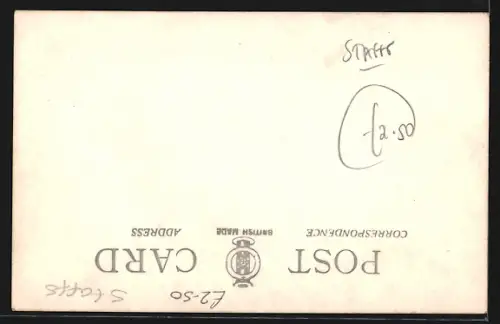 STAFFS
£2.50
CORRESPONDENCE
BRITISH MADE
ADDRESS
POST CARD
£2-50
Staffs